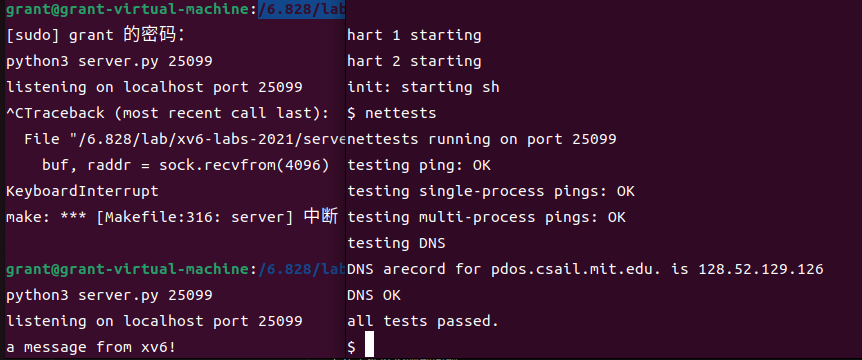 grant@grant-virtual-machine:/6.828/lab
[sudo] grant 的密码：
python3 server.py 25099
listening on localhost port 25099
^CTraceback (most recent call last):
File "/6.828/lab/xv6-labs-2021/serve
buf, raddr = sock.recvfrom(4096)
KeyboardInterrupt
make: *** [Makefile:316: server] 中断
grant@grant-virtual-machine:/6.828/lab
python3 server.py 25099
listening on localhost port 25099
a message from xv6!
hart 1 starting
hart 2 starting
init: starting sh
$ nettests
nettests running on port 25099
testing ping: OK
testing single-process pings: OK
testing multi-process pings: OK
testing DNS
DNS arecord for pdos.csail.mit.edu. is 128.52.129.126
DNS OK
all tests passed.
$